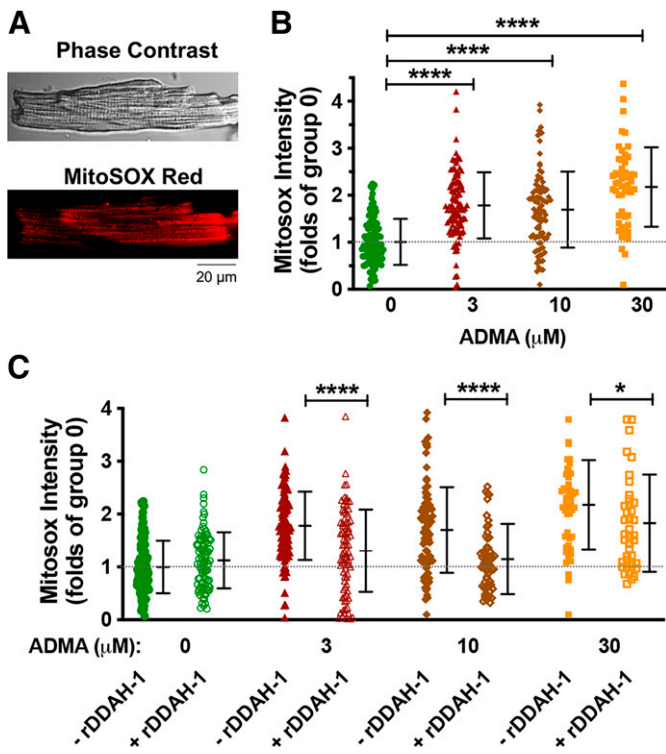 A
Phase Contrast
MitoSOX Red
20 µm
B
****
****
****
Mitosox Intensity
(folds of group 0)
4
3
2
1
0
0 3 10 30
ADMA (µM)
C
**** **** *
Mitosox Intensity
(folds of group 0)
4
3
2
1
0
ADMA (µM): 0 3 10 30
- rDDAH-1 + rDDAH-1 - rDDAH-1 + rDDAH-1 - rDDAH-1 + rDDAH-1 - rDDAH-1 + rDDAH-1